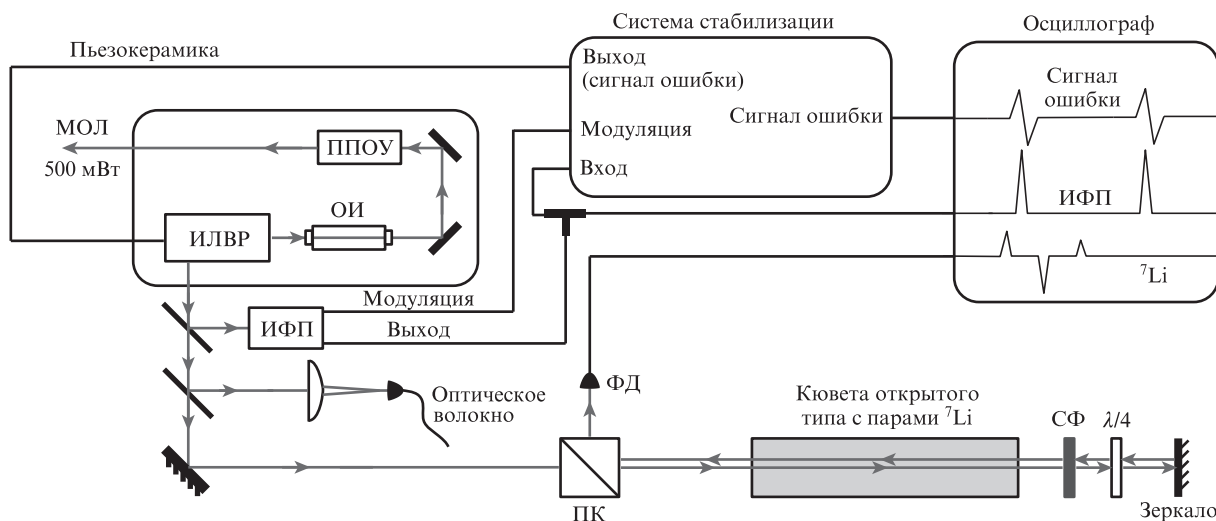 Система стабилизации
Осциллограф
Пьезокерамика
Выход
(сигнал ошибки)
Сигнал ошибки
Модуляция
Вход
Сигнал
ошибки
ИФП
⁷Li
МОЛ
500 мВт
ППОУ
ОИ
ИЛВР
Модуляция
ИФП
Выход
Оптическое
волокно
ФД
Кювета открытого
типа с парами ⁷Li
СФ
λ/4
ПК
Зеркало